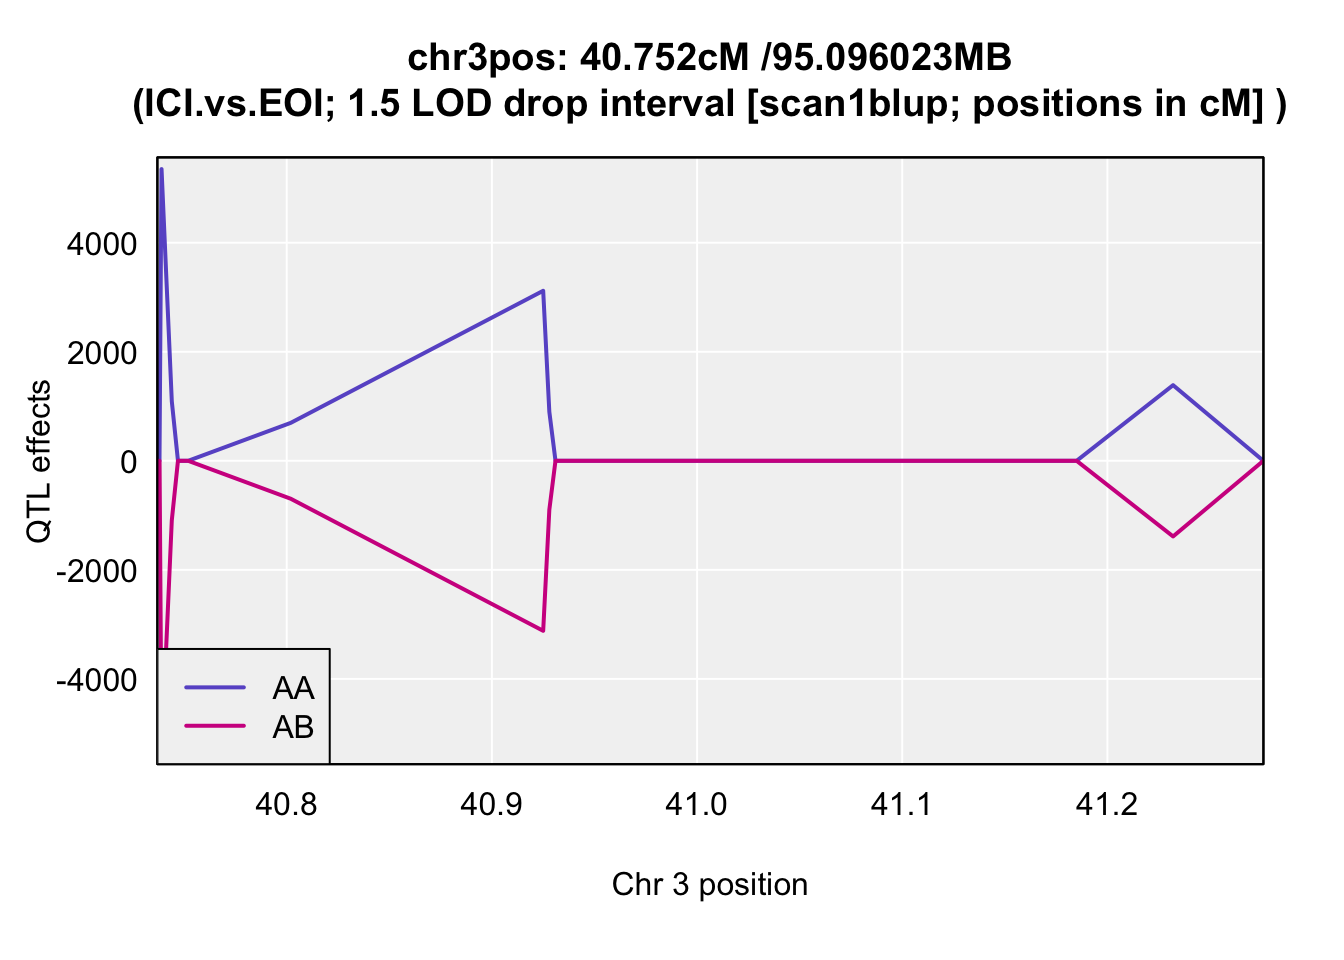 chr3pos: 40.752cM /95.096023MB
(ICI.vs.EOI; 1.5 LOD drop interval [scan1blup; positions in cM] )
QTL effects
4000
2000
0
-2000
-4000
AA
AB
40.8 40.9 41.0 41.1 41.2
Chr 3 position